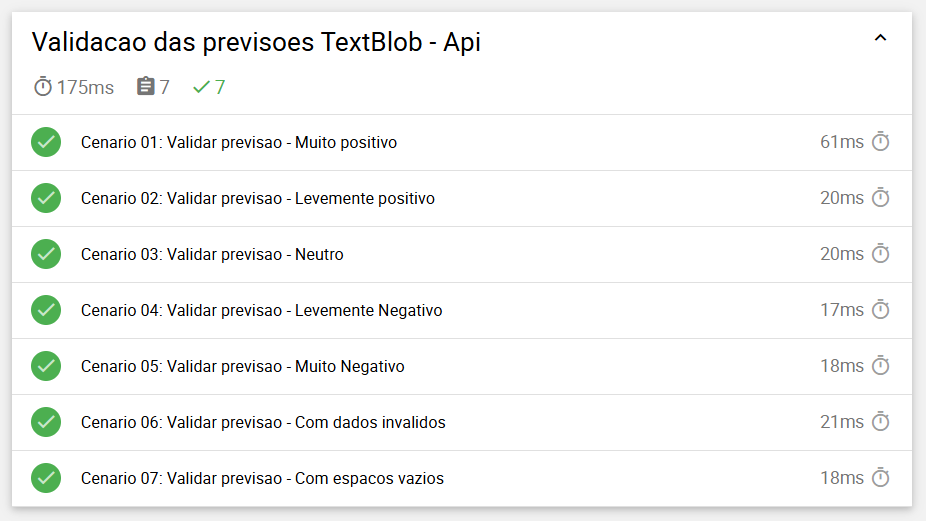 Validacao das previsoes TextBlob - Api
175ms 7 7
Cenario 01: Validar previsao - Muito positivo 61ms
Cenario 02: Validar previsao - Levemente positivo 20ms
Cenario 03: Validar previsao - Neutro 20ms
Cenario 04: Validar previsao - Levemente Negativo 17ms
Cenario 05: Validar previsao - Muito Negativo 18ms
Cenario 06: Validar previsao - Com dados invalidos 21ms
Cenario 07: Validar previsao - Com espacos vazios 18ms